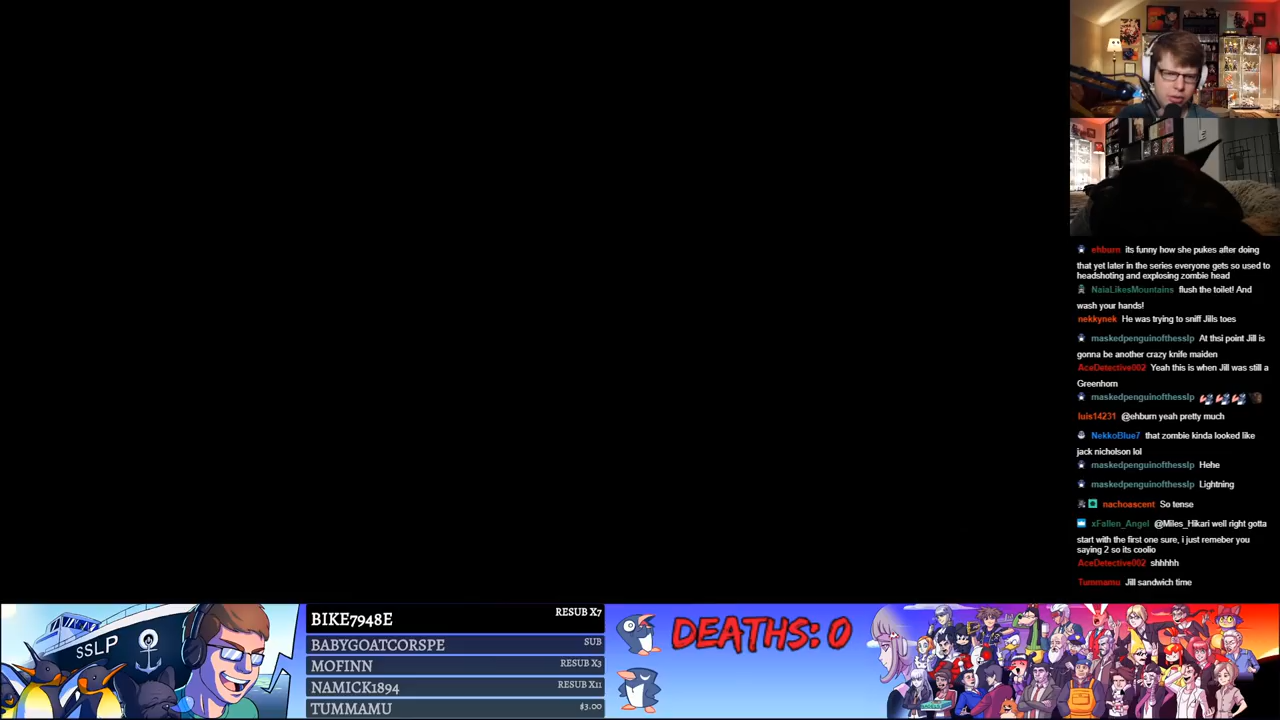 ehburn its funny how she pukes after doing
that yet later in the series everyone gets so used to
headshoting and explosing zombie head
NaiaLikesMountains flush the toilet! And
wash your hands!
nekkynek He was trying to sniff Jills toes
maskedpenguinofthesslp At thsi point Jill is
gonna be another crazy knife maiden
AceDetective002 Yeah this is when Jill was still a
Greenhorn
maskedpenguinofthesslp
luis14231 @ehburn yeah pretty much
NekkoBlue7 that zombie kinda looked like
jack nicholson lol
maskedpenguinofthesslp Hehe
maskedpenguinofthesslp Lightning
nachoascent So tense
xFallen_Angel @Miles_Hikari well right gotta
start with the first one sure, i just remeber you
saying 2 so its coolio
AceDetective002 shhhhh
Tummamu Jill sandwich time
SSLP
BIKE7948E RESUB X7
BABYGOATCORSPE SUB
MOFINN RESUB X3
NAMICK1894 RESUB X11
TUMMAMU $3.00
DEATHS: 0